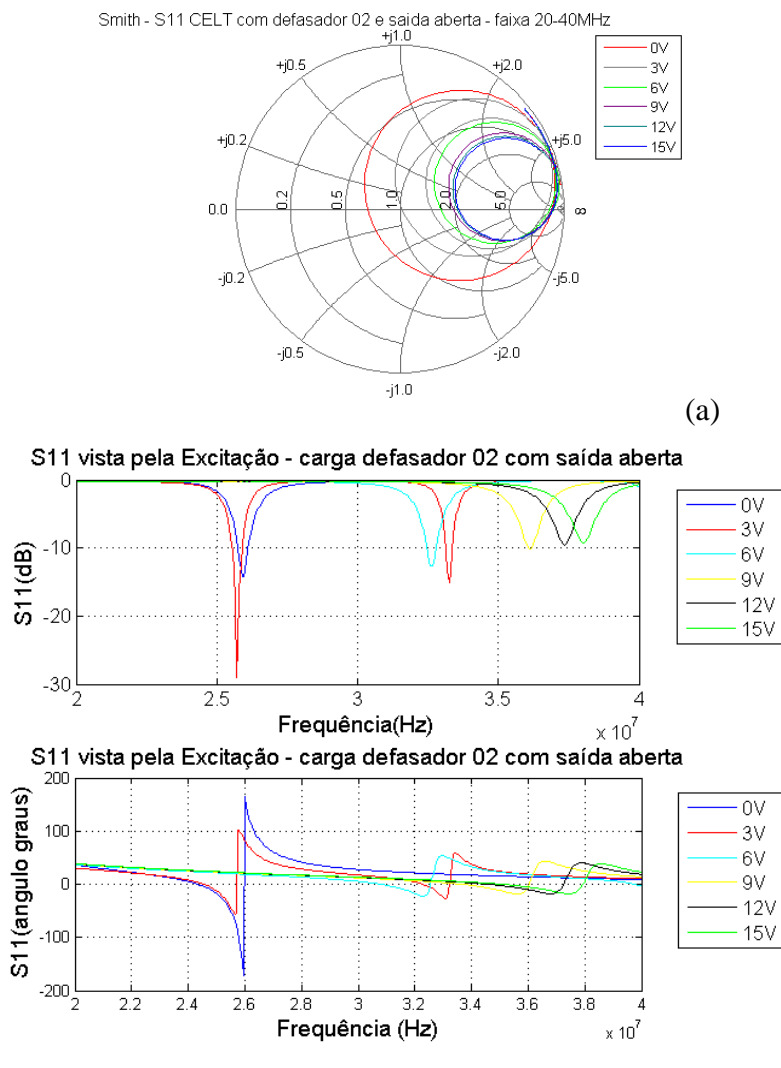 Smith - S11 CELT com defasador 02 e saida aberta - faixa 20-40MHz
+j1.0
+j0.5
+j2.0
+j0.2
+j5.0
0.0
0.2
0.5
1.0
2.0
5.0
∞
-j0.2
-j5.0
-j0.5
-j2.0
-j1.0
0V
3V
6V
9V
12V
15V
(a)
S11 vista pela Excitação - carga defasador 02 com saída aberta
S11(dB)
0
-10
-20
-30
2
2.5
3
3.5
4
x 10^7
Frequência(Hz)
0V
3V
6V
9V
12V
15V
S11 vista pela Excitação - carga defasador 02 com saída aberta
S11(angulo graus)
200
100
0
-100
-200
2
2.2
2.4
2.6
2.8
3
3.2
3.4
3.6
3.8
4
x 10^7
Frequência (Hz)
0V
3V
6V
9V
12V
15V